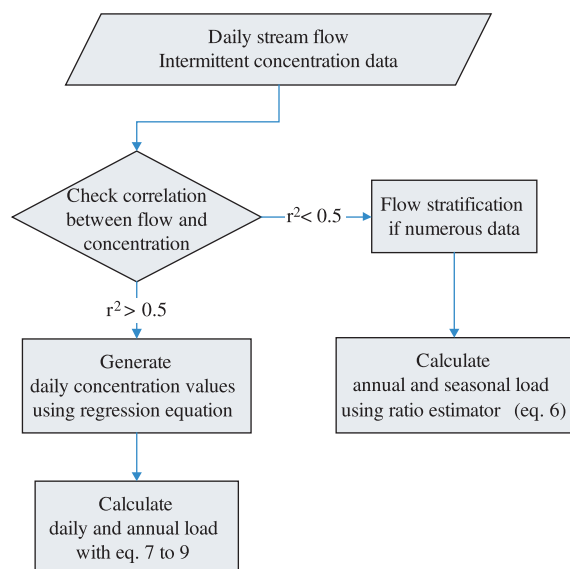 Daily stream flow
Intermittent concentration data
Check correlation
between flow and
concentration
r²< 0.5
Flow stratification
if numerous data
r²> 0.5
Generate
daily concentration values
using regression equation
Calculate
annual and seasonal load
using ratio estimator (eq. 6)
Calculate
daily and annual load
with eq. 7 to 9